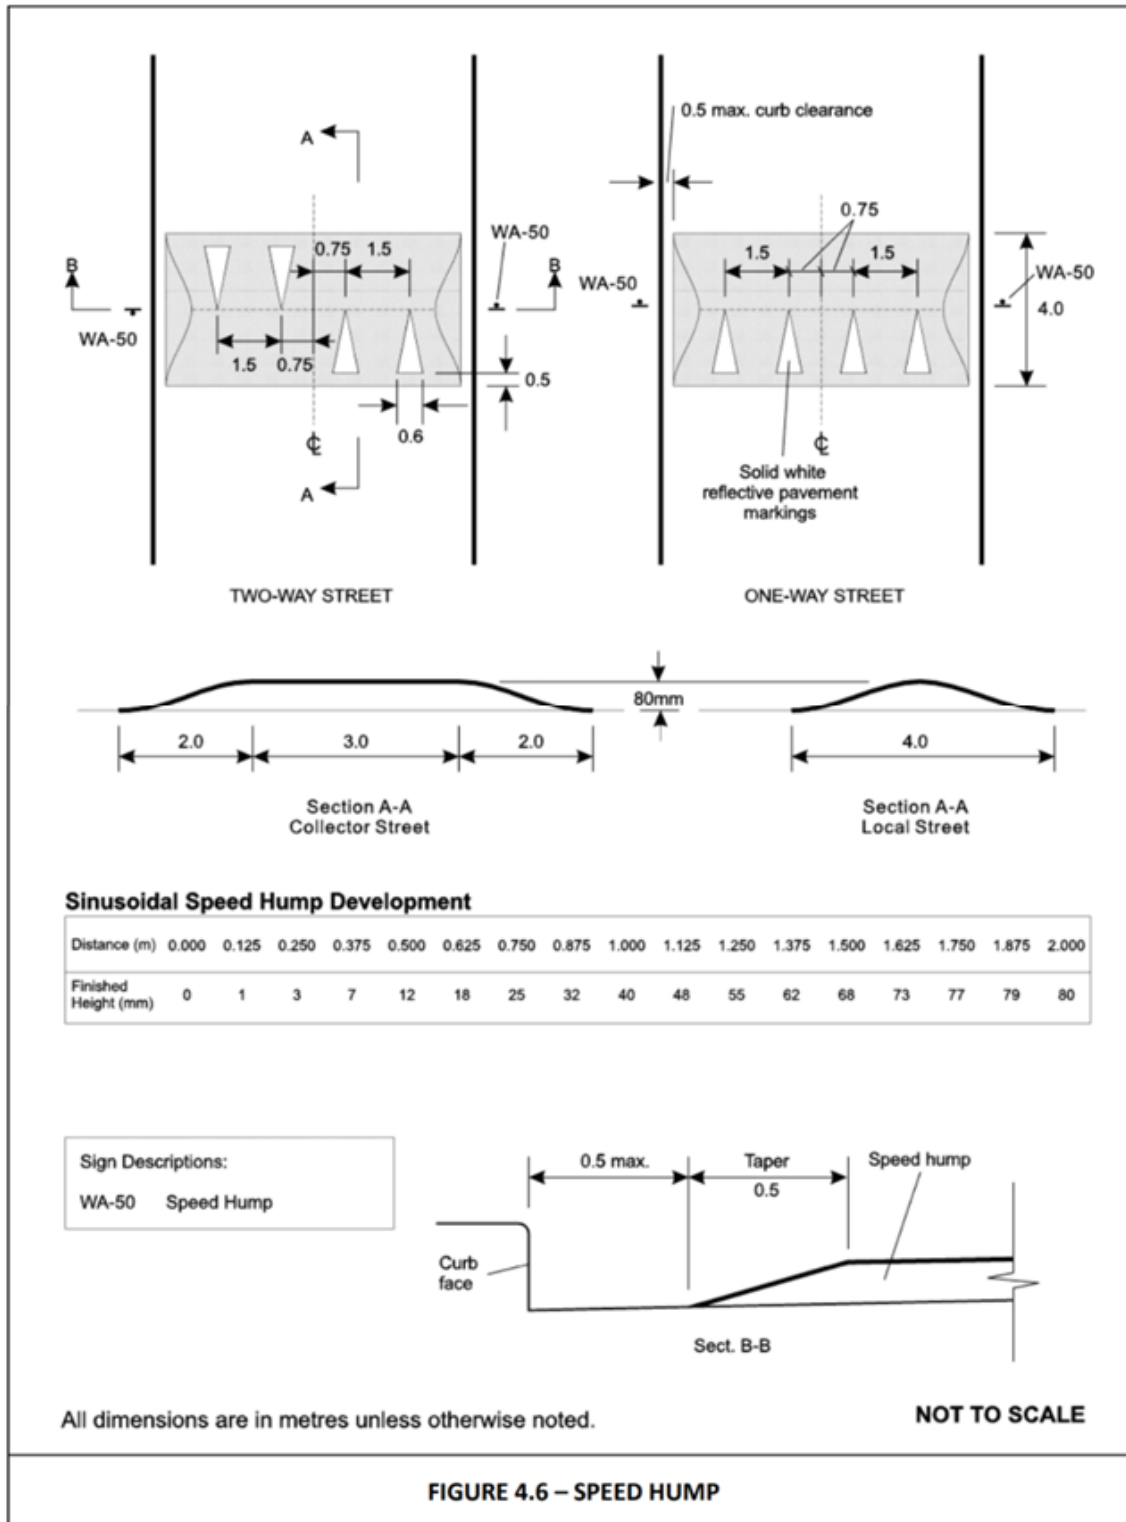 0.5 max. curb clearance
A
A
B
B
WA-50
WA-50
0.75
1.5
1.5
0.75
0.5
0.6
℄
TWO-WAY STREET
0.75
1.5
1.5
WA-50
WA-50
4.0
℄
Solid white
reflective pavement
markings
ONE-WAY STREET
80mm
2.0
3.0
2.0
Section A-A
Collector Street
4.0
Section A-A
Local Street
Sinusoidal Speed Hump Development
Distance (m) 0.000 0.125 0.250 0.375 0.500 0.625 0.750 0.875 1.000 1.125 1.250 1.375 1.500 1.625 1.750 1.875 2.000
Finished
Height (mm) 0 1 3 7 12 18 25 32 40 48 55 62 68 73 77 79 80
Sign Descriptions:
WA-50 Speed Hump
0.5 max.
Taper
0.5
Speed hump
Curb
face
Sect. B-B
All dimensions are in metres unless otherwise noted.
NOT TO SCALE
FIGURE 4.6 – SPEED HUMP